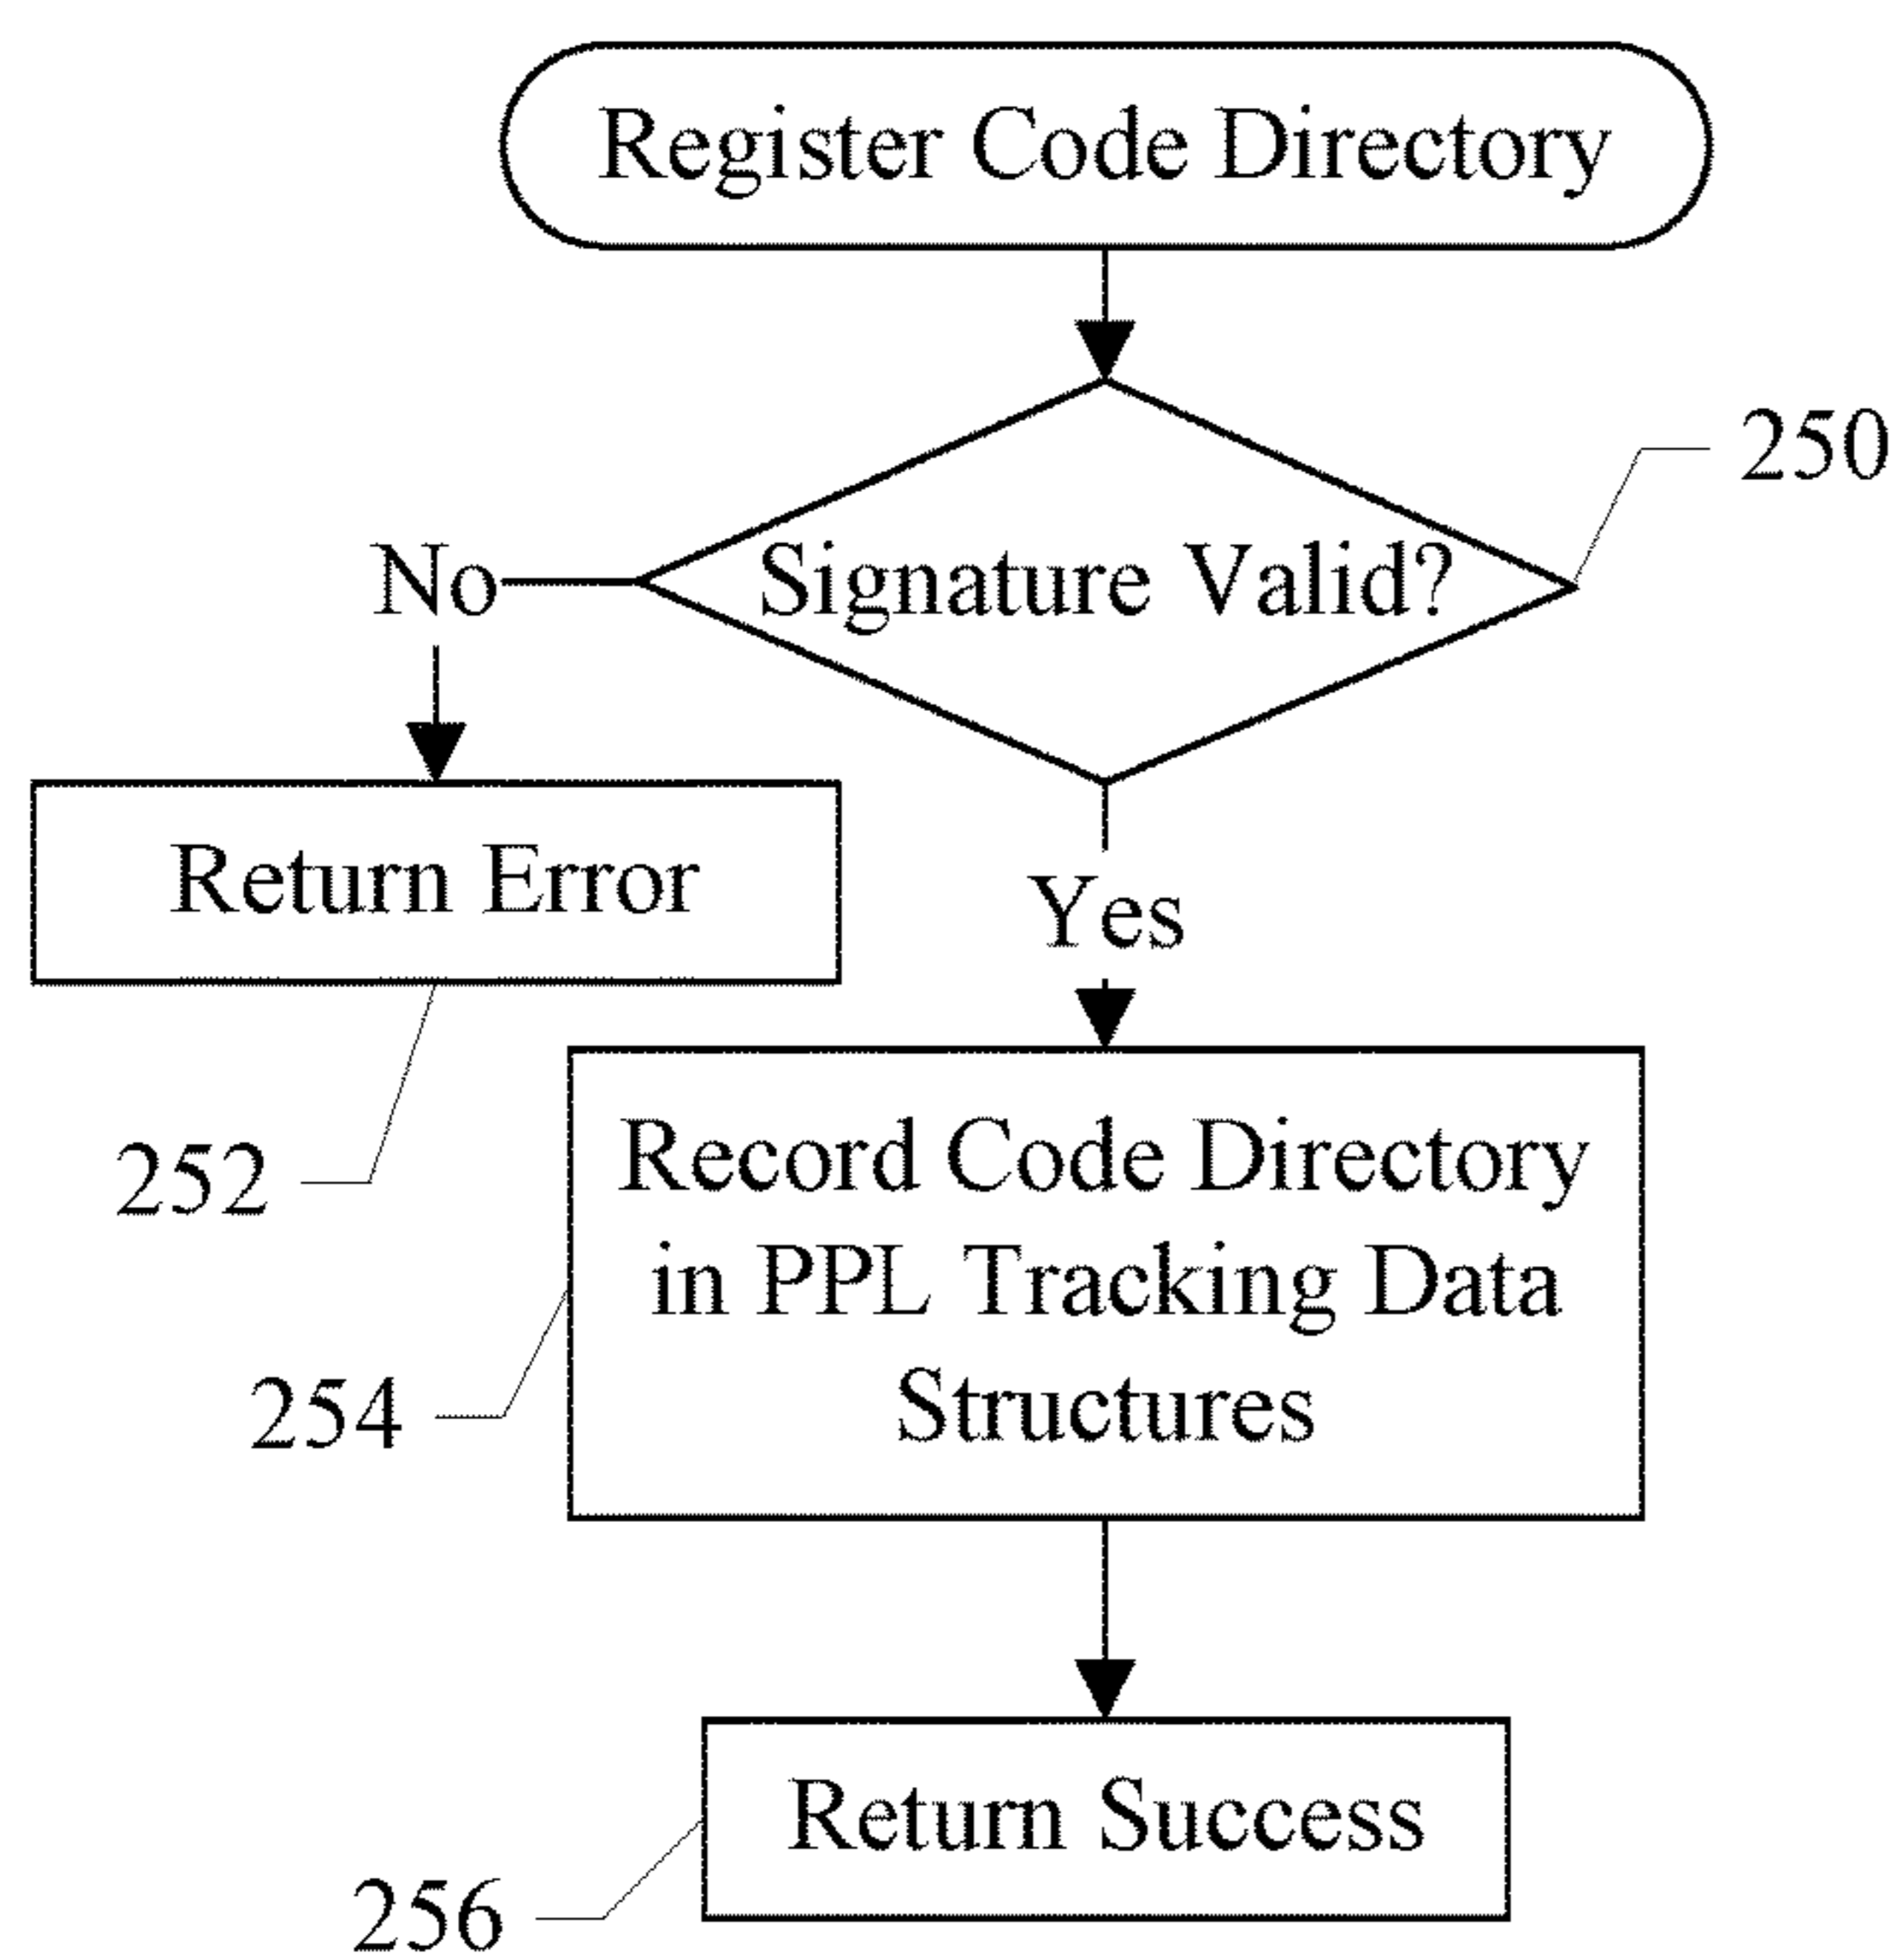 Register Code Directory
250
Signature Valid?
No
Return Error
Yes
252
Record Code Directory
in PPL Tracking Data
Structures
254
Return Success
256